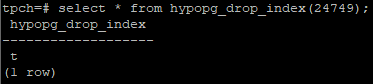 tpch=# select * from hypopg_drop_index(24749);
hypopg_drop_index
-------------------
t
(1 row)